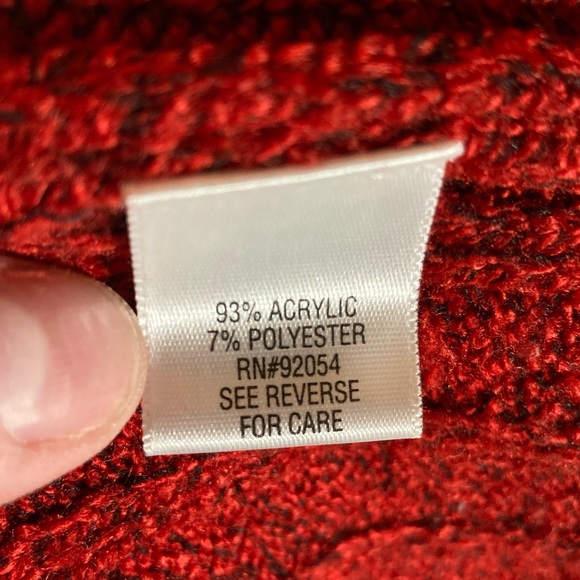 93% ACRYLIC
7% POLYESTER
RN#92054
SEE REVERSE
FOR CARE